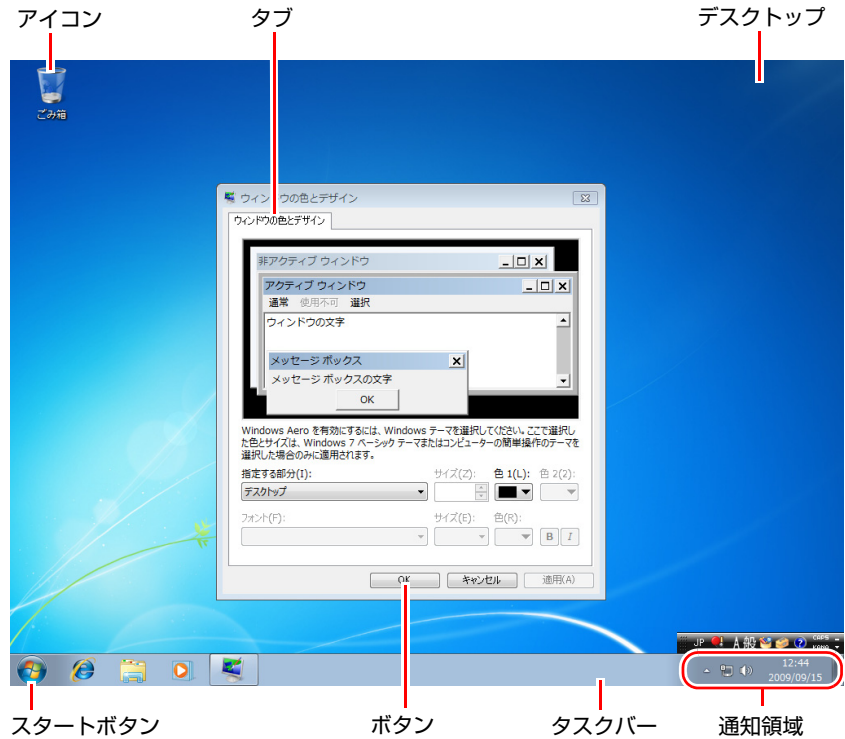 アイコン
タブ
デスクトップ
ごみ箱
ウィンドウの色とデザイン
ウィンドウの色とデザイン
非アクティブ ウィンドウ
アクティブ ウィンドウ
通常 使用不可 選択
ウィンドウの文字
メッセージ ボックス
メッセージ ボックスの文字
OK
Windows Aero を有効にするには、Windows テーマを選択してください。ここで選択し
た色とサイズは、Windows 7 ベーシック テーマまたはコンピューターの簡単操作のテーマを
選択した場合のみに適用されます。
指定する部分(I): サイズ(Z): 色 1(L): 色 2(2):
デスクトップ
フォント(F): サイズ(E): 色(R):
B I
OK キャンセル 適用(A)
JP A 般 CAPS
KANA
12:44
2009/09/15
スタートボタン
ボタン
タスクバー
通知領域